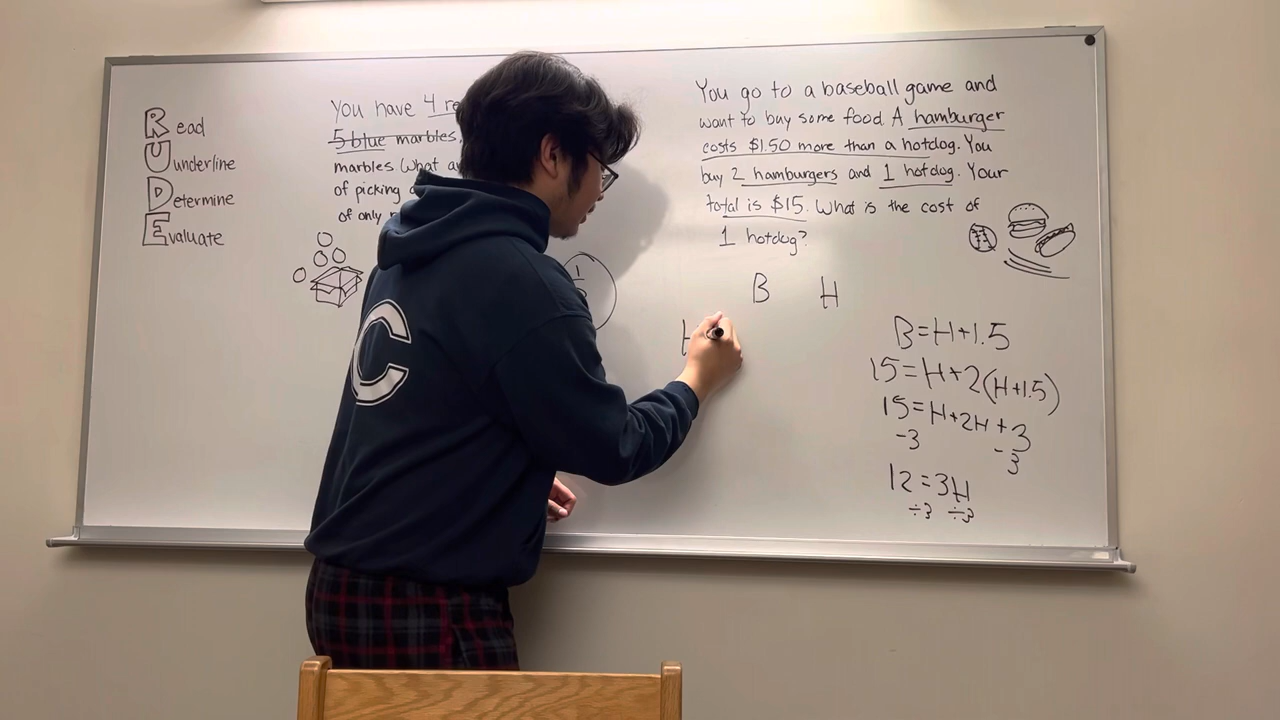 Read
Uunderline
Determine
Evaluate
You have 4
5 blue marbles,
marbles. What
of picking
of only
You go to a baseball game and
want to buy some food. A hamburger
costs $1.50 more than a hotdog. You
buy 2 hamburgers and 1 hotdog. Your
total is $15. What is the cost of
1 hotdog?
B H
H
1
B=H+1.5
15=H+2(H+1.5)
15=H+2H+3
-3 -3
12=3H
÷3 ÷3
C